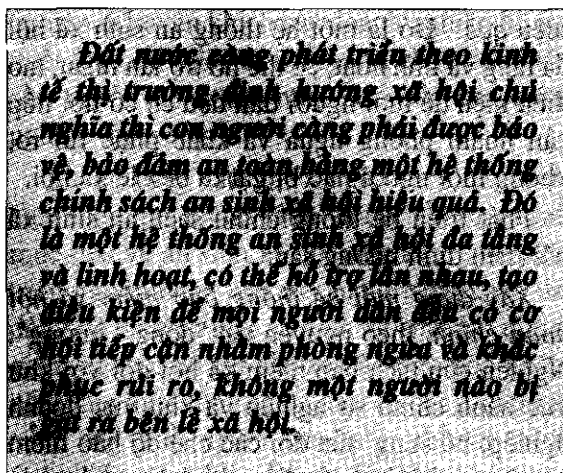 Đất nước càng phát triển theo kinh
tế thị trường định hướng xã hội chủ
nghĩa thì con người càng phải được bảo
vệ, bảo đảm an toàn bằng một hệ thống
chính sách an sinh xã hội hiệu quả. Đó
là một hệ thống an sinh xã hội đa tầng
và linh hoạt, có thể hỗ trợ lẫn nhau, tạo
điều kiện để mọi người dân đều có cơ
hội tiếp cận nhằm phòng ngừa và khắc
phục rủi ro, không một người nào bị
gạt ra bên lề xã hội.